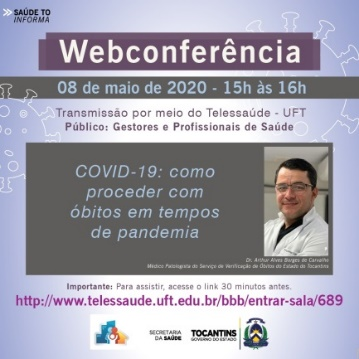 SAÚDE TO
INFORMA
Webconferência
08 de maio de 2020 - 15h às 16h
Transmissão por meio do Telessaúde - UFT
Público: Gestores e Profissionais de Saúde
COVID-19: como
proceder com
óbitos em tempos
de pandemia
Dr. Arthur Alves Borges de Carvalho
Médico Patologista do Serviço de Verificação de Óbitos do Estado do Tocantins
Importante: Para assistir, acesse o link 30 minutos antes.
http://www.telessaude.uft.edu.br/bbb/entrar-sala/689
SECRETARIA
DA SAÚDE
TOCANTINS
GOVERNO DO ESTADO